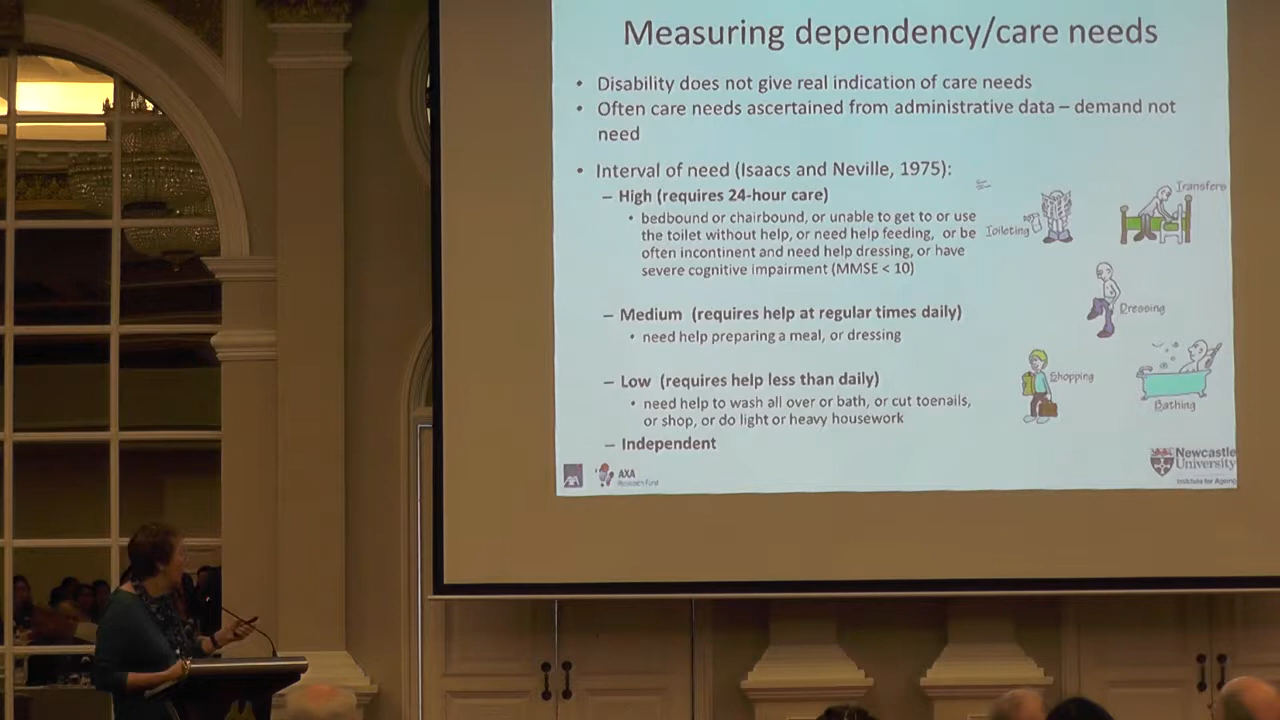 Measuring dependency/care needs
• Disability does not give real indication of care needs
• Often care needs ascertained from administrative data – demand not
need
• Interval of need (Isaacs and Neville, 1975):
– High (requires 24-hour care)
• bedbound or chairbound, or unable to get to or use
the toilet without help, or need help feeding, or be
often incontinent and need help dressing, or have
severe cognitive impairment (MMSE < 10)
Toileting
Transfers
Dressing
– Medium (requires help at regular times daily)
• need help preparing a meal, or dressing
– Low (requires help less than daily)
• need help to wash all over or bath, or cut toenails,
or shop, or do light or heavy housework
Shopping
Bathing
– Independent
AXA
AXA
Research Fund
Newcastle
University
Institute for Ageing